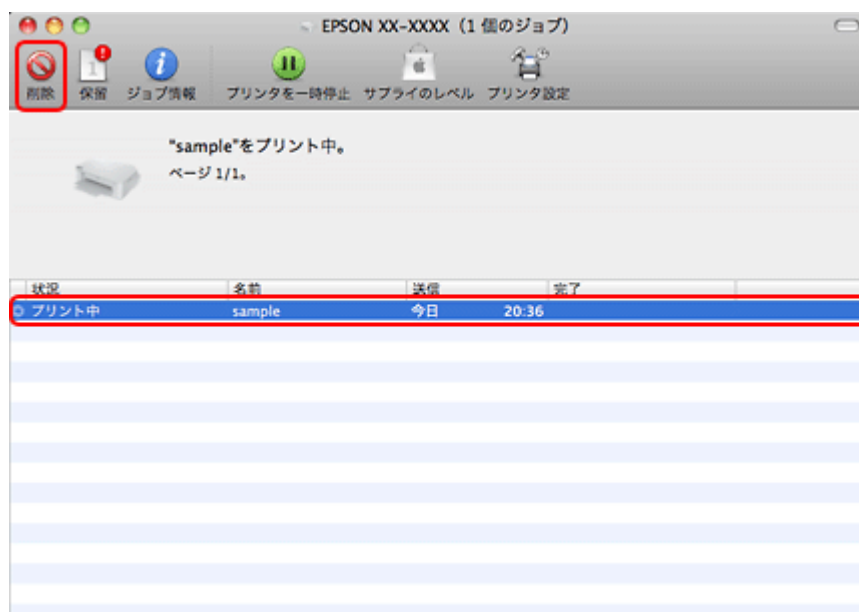 EPSON XX-XXXX（1 個のジョブ）
削除 保留 ジョブ情報 プリンタを一時停止 サプライのレベル プリンタ設定
"sample"をプリント中。
ページ 1/1。
状況 名前 送信 完了
プリント中 sample 今日 20:36